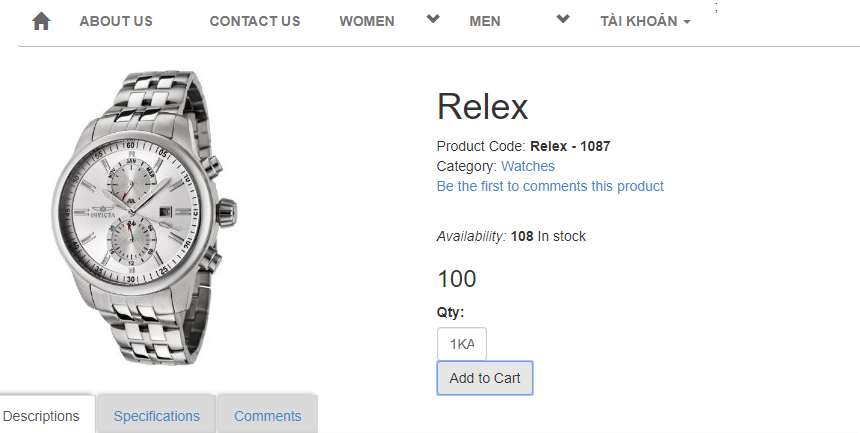 ABOUT US CONTACT US WOMEN MEN TÀI KHOẢN ;
Relex
Product Code: Relex - 1087
Category: Watches
Be the first to comments this product
Availability: 108 In stock
100
Qty:
1KA
Add to Cart
INVICTA
Descriptions Specifications Comments